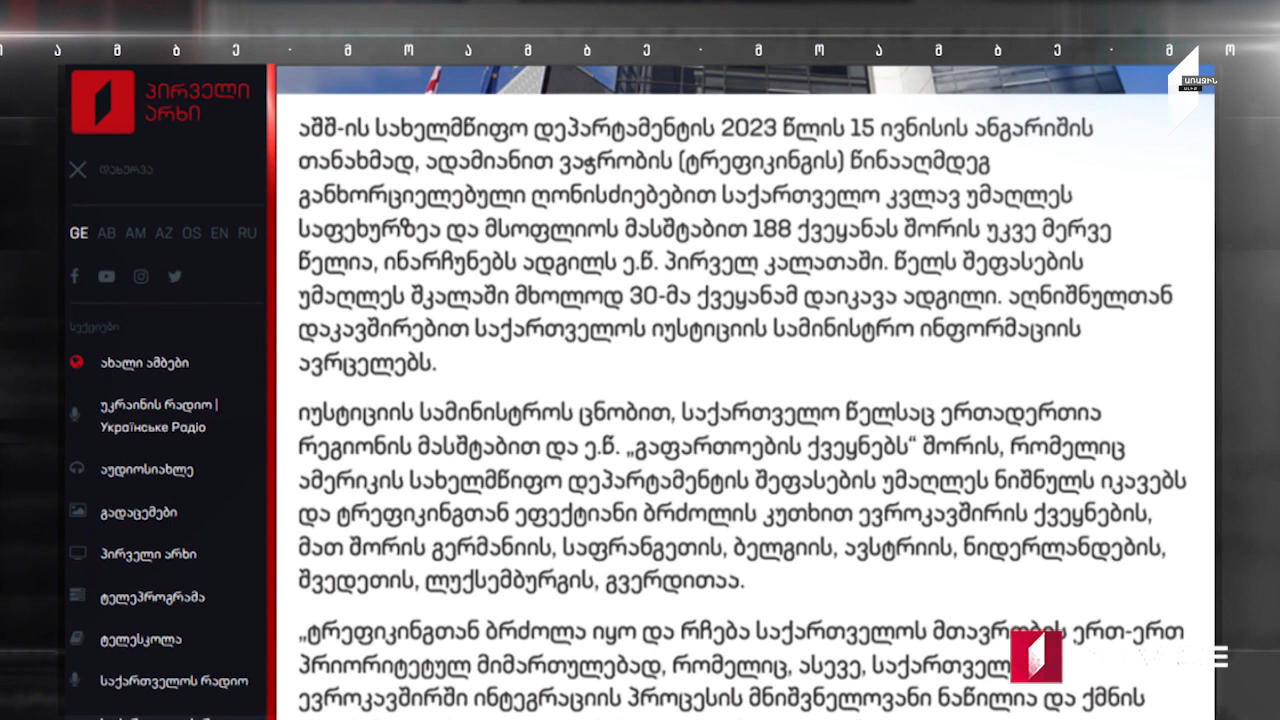 ა მ ბ ე · მ ო ა მ ბ ე · მ ო ა მ ბ ე · მ ო
ԱՌԱՋԻՆ
ԱԼԻՔ
პირველი
არხი
დახურვა
GE AB AM AZ OS EN RU
სექციები
ახალი ამბები
უკრაინის რადიო |
Українське Радіо
აუდიოსიახლე
გადაცემები
პირველი არხი
ტელეპროგრამა
ტელესკოლა
საქართველოს რადიო
აშშ-ის სახელმწიფო დეპარტამენტის 2023 წლის 15 ივნისის ანგარიშის
თანახმად, ადამიანით ვაჭრობის (ტრეფიკინგის) წინააღმდეგ
განხორციელებული ღონისძიებებით საქართველო კვლავ უმაღლეს
საფეხურზეა და მსოფლიოს მასშტაბით 188 ქვეყანას შორის უკვე მერვე
წელია, ინარჩუნებს ადგილს ე.წ. პირველ კალათაში. წელს შეფასების
უმაღლეს შკალაში მხოლოდ 30-მა ქვეყანამ დაიკავა ადგილი. აღნიშნულთან
დაკავშირებით საქართველოს იუსტიციის სამინისტრო ინფორმაციის
ავრცელებს.
იუსტიციის სამინისტროს ცნობით, საქართველო წელსაც ერთადერთია
რეგიონის მასშტაბით და ე.წ. „გაფართოების ქვეყნებს“ შორის, რომელიც
ამერიკის სახელმწიფო დეპარტამენტის შეფასების უმაღლეს ნიშნულს იკავებს
და ტრეფიკინგთან ეფექტიანი ბრძოლის კუთხით ევროკავშირის ქვეყნების,
მათ შორის გერმანიის, საფრანგეთის, ბელგიის, ავსტრიის, ნიდერლანდების,
შვედეთის, ლუქსემბურგის, გვერდითაა.
„ტრეფიკინგთან ბრძოლა იყო და რჩება საქართველოს მთავრობის ერთ-ერთ
პრიორიტეტულ მიმართულებად, რომელიც, ასევე, საქართველ
ევროკავშირში ინტეგრაციის პროცესის მნიშვნელოვანი ნაწილია და ქმნის